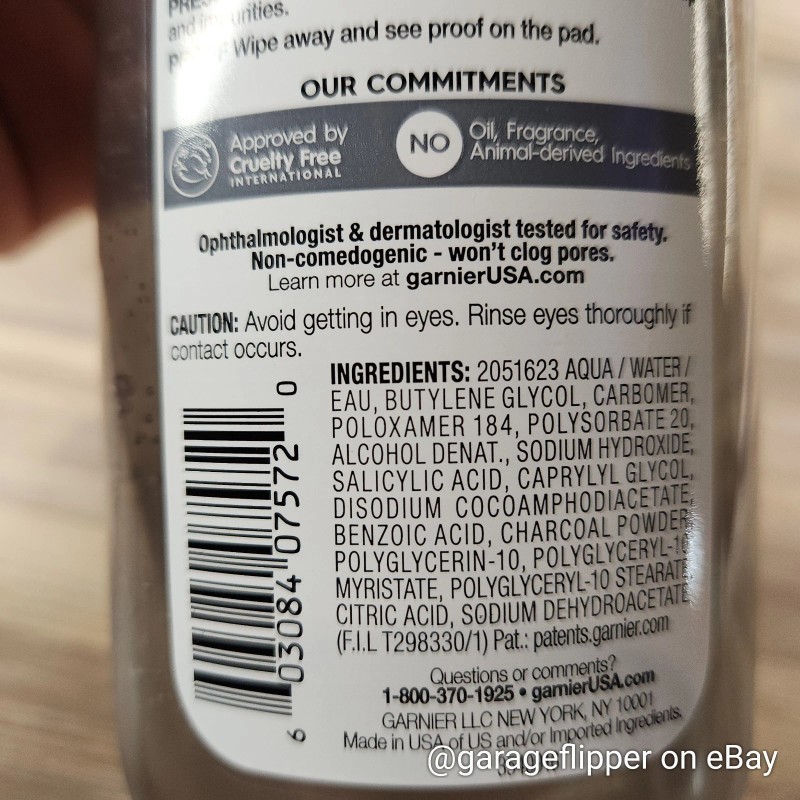 and impurities.
Wipe away and see proof on the pad.
OUR COMMITMENTS
Approved by
Cruelty Free
INTERNATIONAL
NO
Oil, Fragrance,
Animal-derived Ingredients
Ophthalmologist & dermatologist tested for safety.
Non-comedogenic - won't clog pores.
Learn more at garnierUSA.com
CAUTION: Avoid getting in eyes. Rinse eyes thoroughly if
contact occurs.
INGREDIENTS: 2051623 AQUA / WATER /
EAU, BUTYLENE GLYCOL, CARBOMER,
POLOXAMER 184, POLYSORBATE 20,
ALCOHOL DENAT., SODIUM HYDROXIDE,
SALICYLIC ACID, CAPRYLYL GLYCOL,
DISODIUM COCOAMPHODIACETATE,
BENZOIC ACID, CHARCOAL POWDER,
POLYGLYCERIN-10, POLYGLYCERYL-10
MYRISTATE, POLYGLYCERYL-10 STEARATE,
CITRIC ACID, SODIUM DEHYDROACETATE
(F.I.L T298330/1) Pat.: patents.garnier.com
Questions or comments?
1-800-370-1925 • garnierUSA.com
GARNIER LLC NEW YORK, NY 10001
Made in USA of US and/or Imported Ingredients.
6 03084 07572 0
@garageflipper on eBay